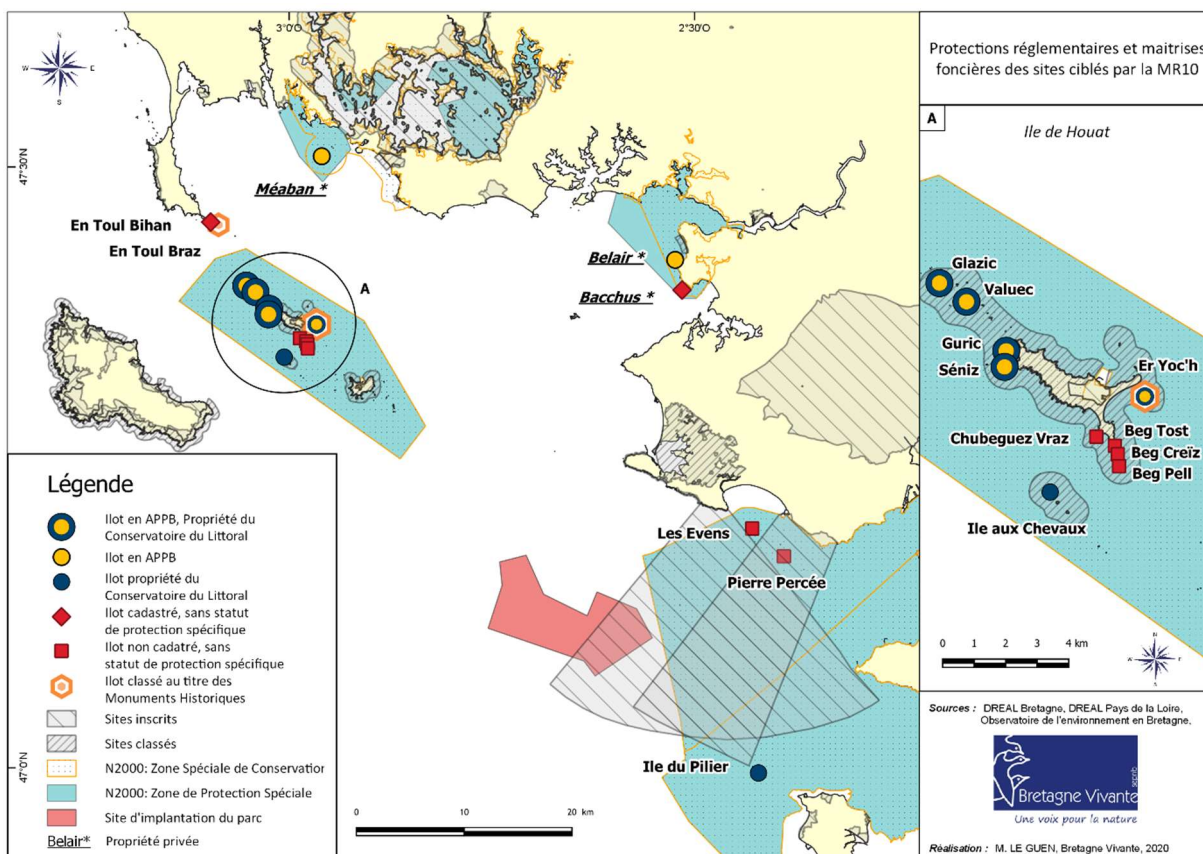 3°0'O
2°30'O
47°30'N
47°0'N
N
W E
S
Méaban *
En Toul Bihan
En Toul Braz
A
Belair *
Bacchus *
Les Evens
Pierre Percée
Ile du Pilier
0 10 20 km
Légende
Ilot en APPB, Propriété du
Conservatoire du Littoral
Ilot en APPB
Ilot propriété du
Conservatoire du Littoral
Ilot cadastré, sans statut
de protection spécifique
Ilot non cadatré, sans
statut de protection spécifique
Ilot classé au titre des
Monuments Historiques
Sites inscrits
Sites classés
N2000: Zone Spéciale de Conservation
N2000: Zone de Protection Spéciale
Site d'implantation du parc
Belair* Propriété privée
Protections réglementaires et maitrises
foncières des sites ciblés par la MR10
A
Ile de Houat
Glazic
Valuec
Guric
Séniz
Er Yoc'h
Chubeguez Vraz
Beg Tost
Beg Creïz
Beg Pell
Ile aux Chevaux
0 1 2 3 4 km
N
W E
S
Sources : DREAL Bretagne, DREAL Pays de la Loire,
Observatoire de l'environnement en Bretagne.
Bretagne Vivante
sepnb
Une voix pour la nature
Réalisation : M. LE GUEN, Bretagne Vivante, 2020